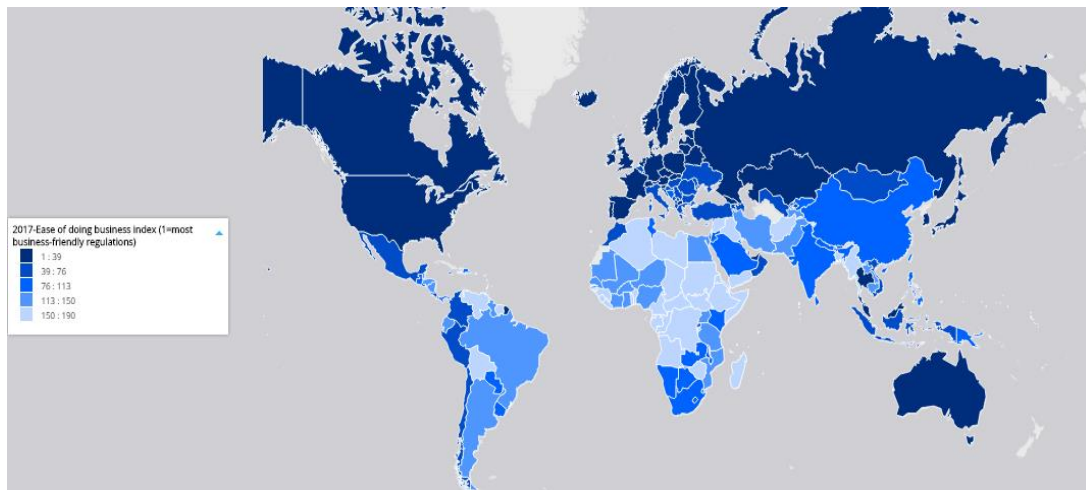 2017-Ease of doing business index (1=most
business-friendly regulations)
1 : 39
39 : 76
76 : 113
113 : 150
150 : 190